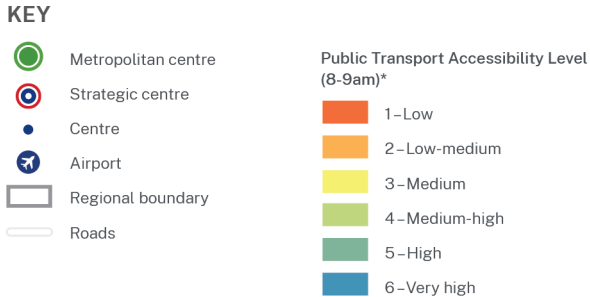 KEY
Metropolitan centre
Strategic centre
Centre
Airport
Regional boundary
Roads
Public Transport Accessibility Level
(8-9am)*
1–Low
2–Low-medium
3–Medium
4–Medium-high
5–High
6–Very high